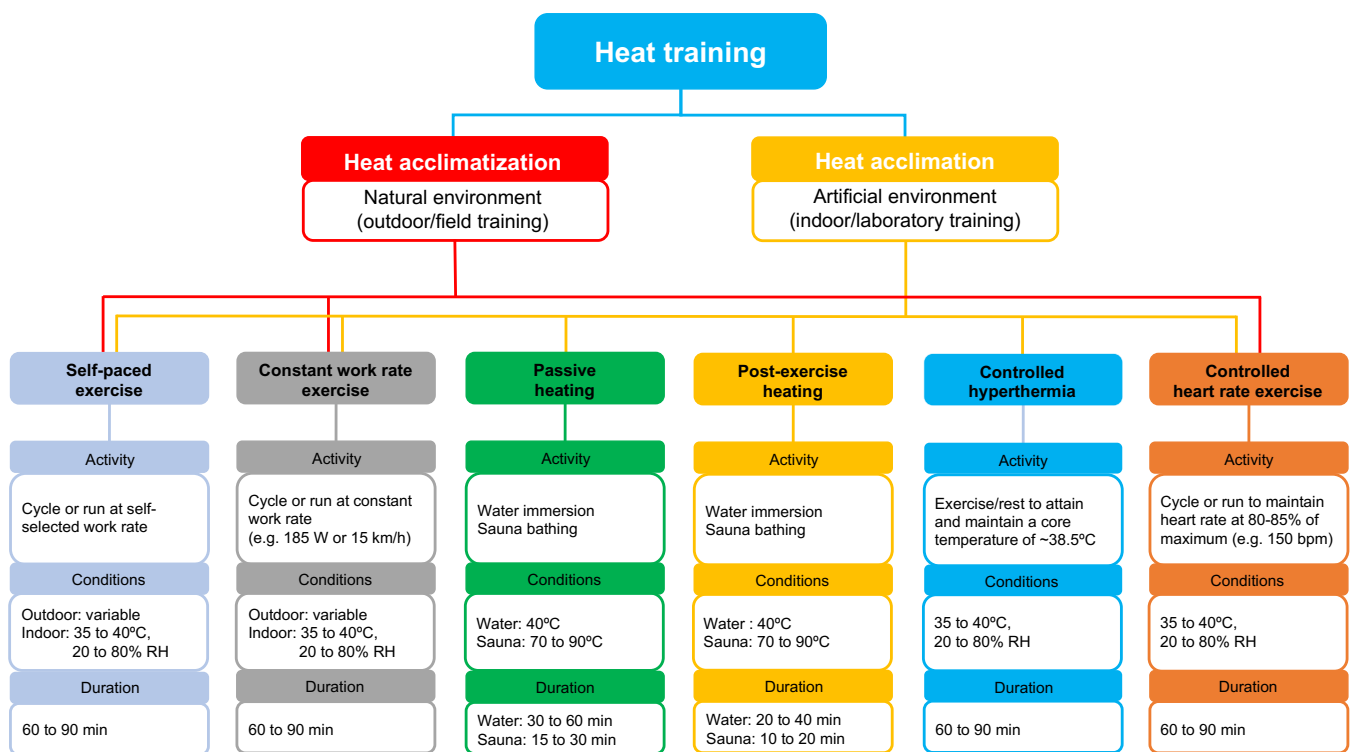 Heat training
Heat acclimatization
Natural environment
(outdoor/field training)
Heat acclimation
Artificial environment
(indoor/laboratory training)
Self-paced
exercise
Activity
Cycle or run at self-
selected work rate
Conditions
Outdoor: variable
Indoor: 35 to 40ºC,
20 to 80% RH
Duration
60 to 90 min
Constant work rate
exercise
Activity
Cycle or run at constant
work rate
(e.g. 185 W or 15 km/h)
Conditions
Outdoor: variable
Indoor: 35 to 40ºC,
20 to 80% RH
Duration
60 to 90 min
Passive
heating
Activity
Water immersion
Sauna bathing
Conditions
Water: 40ºC
Sauna: 70 to 90ºC
Duration
Water: 30 to 60 min
Sauna: 15 to 30 min
Post-exercise
heating
Activity
Water immersion
Sauna bathing
Conditions
Water : 40ºC
Sauna: 70 to 90ºC
Duration
Water: 20 to 40 min
Sauna: 10 to 20 min
Controlled
hyperthermia
Activity
Exercise/rest to attain
and maintain a core
temperature of ~38.5ºC
Conditions
35 to 40ºC,
20 to 80% RH
Duration
60 to 90 min
Controlled
heart rate exercise
Activity
Cycle or run to maintain
heart rate at 80-85% of
maximum (e.g. 150 bpm)
Conditions
35 to 40ºC,
20 to 80% RH
Duration
60 to 90 min